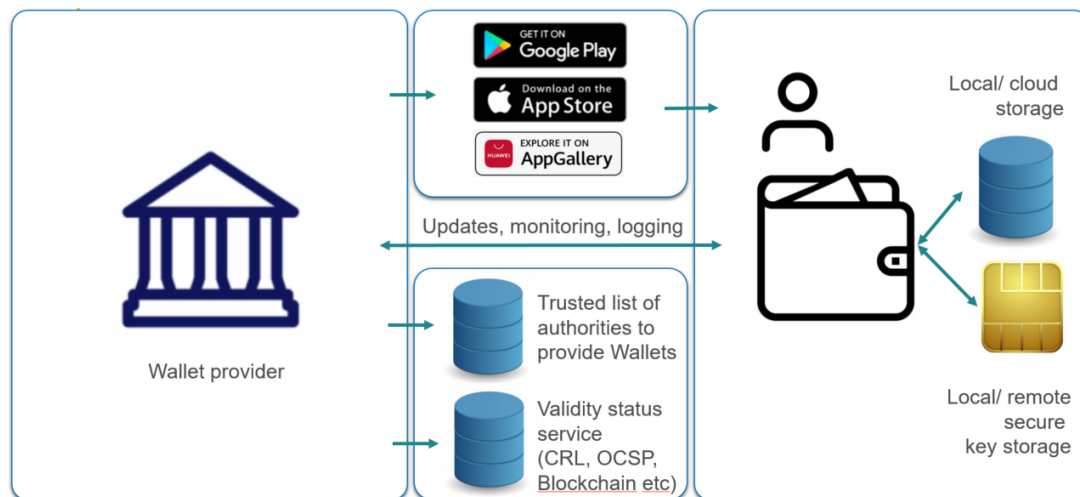 Wallet provider
GET IT ON
Google Play
Download on the
App Store
HUAWEI
EXPLORE IT ON
AppGallery
Updates, monitoring, logging
Trusted list of
authorities to
provide Wallets
Validity status
service
(CRL, OCSP,
Blockchain etc)
Local/ cloud
storage
Local/ remote
secure
key storage